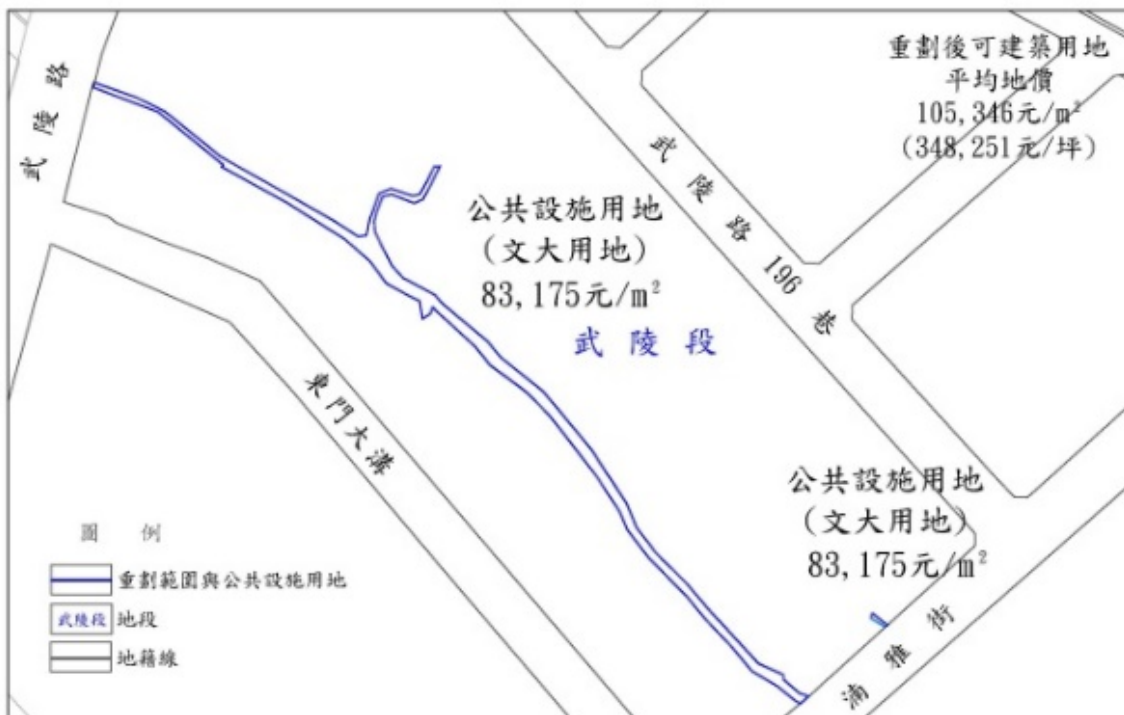 武陵路
重劃後可建築用地
平均地價
105,346元/m²
(348,251元/坪)
武陵路196巷
公共設施用地
(文大用地)
83,175元/m²
武陵段
東門大溝
公共設施用地
(文大用地)
83,175元/m²
湳雅街
圖例
重劃範圍與公共設施用地
武陵段 地段
地籍線